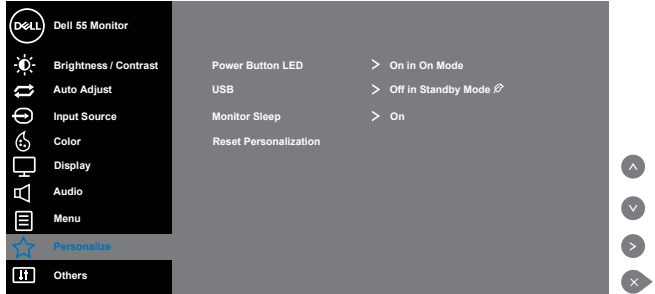 DELL Dell 55 Monitor
Brightness / Contrast Power Button LED > On in On Mode
Auto Adjust USB > Off in Standby Mode
Input Source Monitor Sleep > On
Color Reset Personalization
Display
Audio
Menu
Personalize
Others